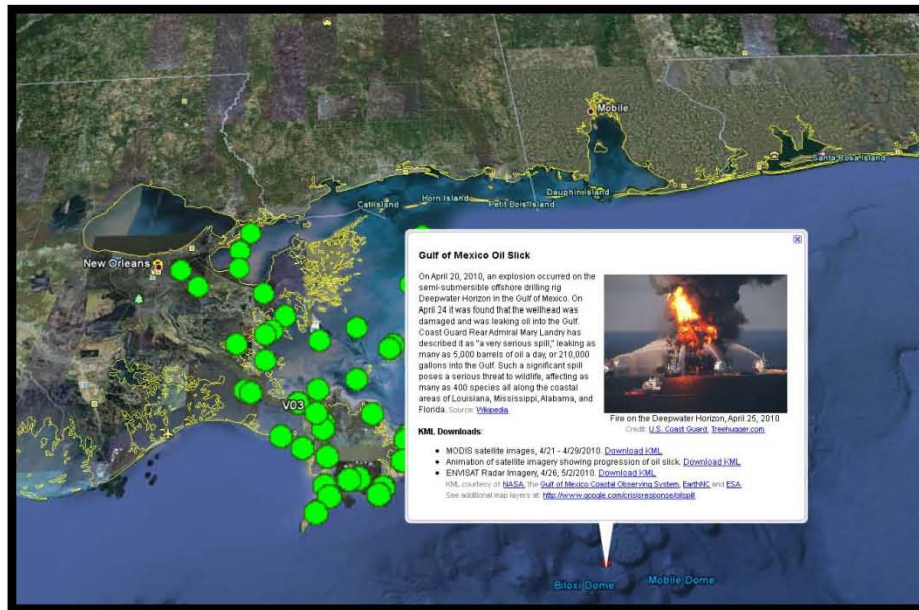 Mobile
Santa Rosa Island
Dauphin Island
Horn Island
Petit Bois Island
Cat Island
New Orleans
Gulf of Mexico Oil Slick
On April 20, 2010, an explosion occurred on the
semi-submersible offshore drilling rig
Deepwater Horizon in the Gulf of Mexico. On
April 24 it was found that the wellhead was
damaged and was leaking oil into the Gulf.
Coast Guard Rear Admiral Mary Landry has
described it as "a very serious spill," leaking as
many as 5,000 barrels of oil a day, or 210,000
gallons into the Gulf. Such a significant spill
poses a serious threat to wildlife, affecting as
many as 400 species all along the coastal
areas of Louisiana, Mississippi, Alabama, and
Florida. Source: Wikipedia
Fire on the Deepwater Horizon, April 25, 2010
Credit: U.S. Coast Guard, Treehugger.com
V03
KML Downloads:
• MODIS satellite images, 4/21 - 4/29/2010. Download KML
• Animation of satellite imagery showing progression of oil slick. Download KML
• ENVISAT Radar Imagery, 4/26, 5/2/2010. Download KML
KML courtesy of NASA, the Gulf of Mexico Coastal Observing System, EarthNC and ESA.
See additional map layers at: http://www.google.com/crisisresponse/oilspill
Biloxi Dome
Mobile Dome